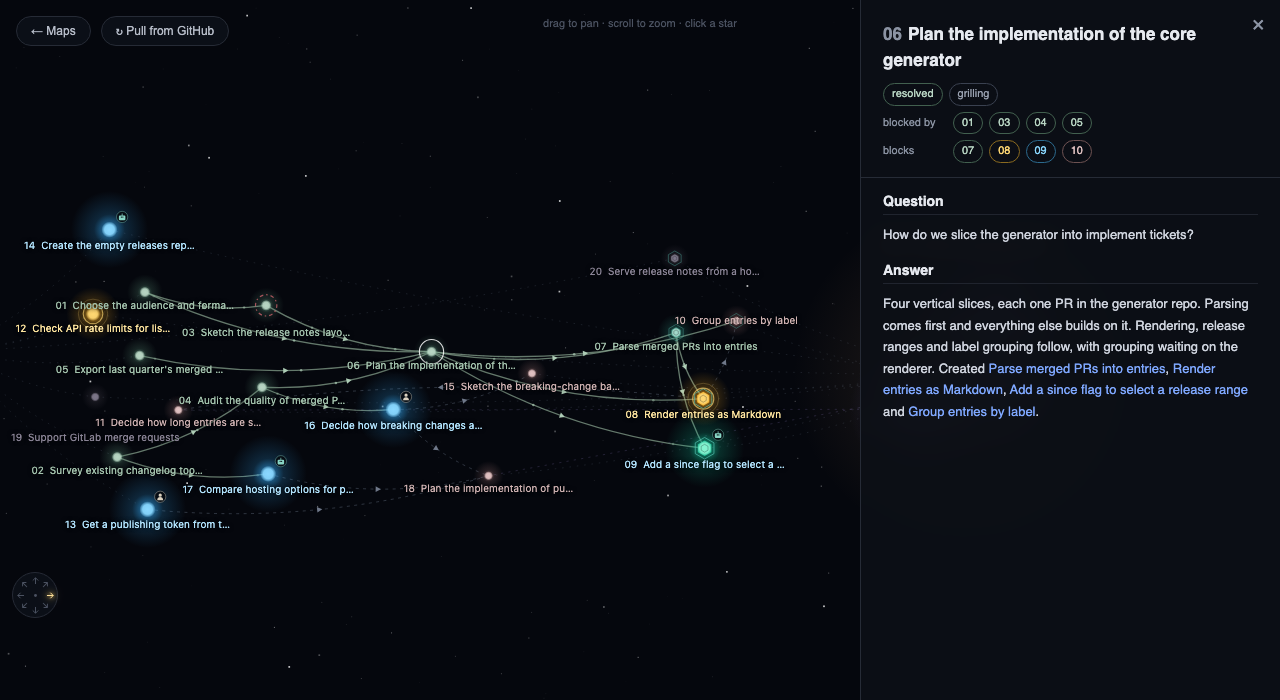 ← Maps
↻ Pull from GitHub
drag to pan · scroll to zoom · click a star
14 Create the empty releases rep...
01 Choose the audience and forma...
12 Check API rate limits for lis...
03 Sketch the release notes layo...
05 Export last quarter's merged ...
06 Plan the implementation of th...
04 Audit the quality of merged P...
11 Decide how long entries are s...
19 Support GitLab merge requests
02 Survey existing changelog too...
17 Compare hosting options for p...
13 Get a publishing token from t...
16 Decide how breaking changes a...
15 Sketch the breaking-change ba...
18 Plan the implementation of pu...
20 Serve release notes from a ho...
10 Group entries by label
07 Parse merged PRs into entries
08 Render entries as Markdown
09 Add a since flag to select a ...
06 Plan the implementation of the core
generator
×
resolved
grilling
blocked by 01 03 04 05
blocks 07 08 09 10
Question
How do we slice the generator into implement tickets?
Answer
Four vertical slices, each one PR in the generator repo. Parsing
comes first and everything else builds on it. Rendering, release
ranges and label grouping follow, with grouping waiting on the
renderer. Created Parse merged PRs into entries, Render
entries as Markdown, Add a since flag to select a release range
and Group entries by label.